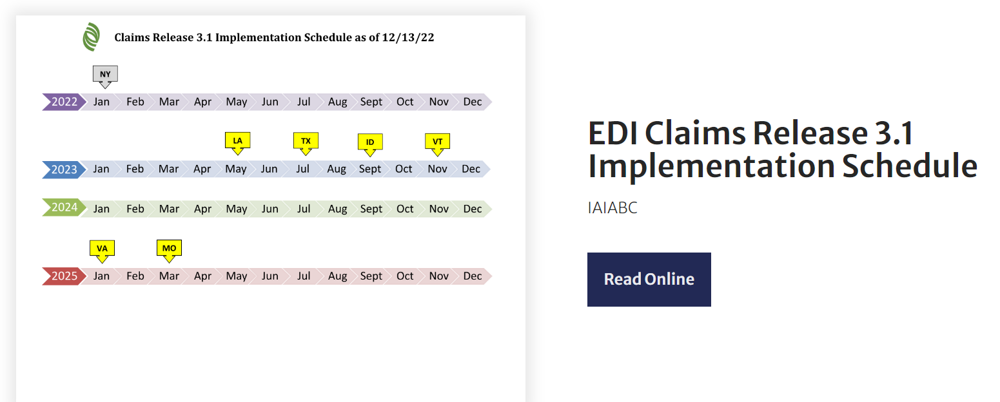 Claims Release 3.1 Implementation Schedule as of 12/13/22
NY
2022 Jan Feb Mar Apr May Jun Jul Aug Sept Oct Nov Dec
LA TX ID VT
2023 Jan Feb Mar Apr May Jun Jul Aug Sept Oct Nov Dec
2024 Jan Feb Mar Apr May Jun Jul Aug Sept Oct Nov Dec
VA MO
2025 Jan Feb Mar Apr May Jun Jul Aug Sept Oct Nov Dec
EDI Claims Release 3.1
Implementation Schedule
IAIABC
Read Online